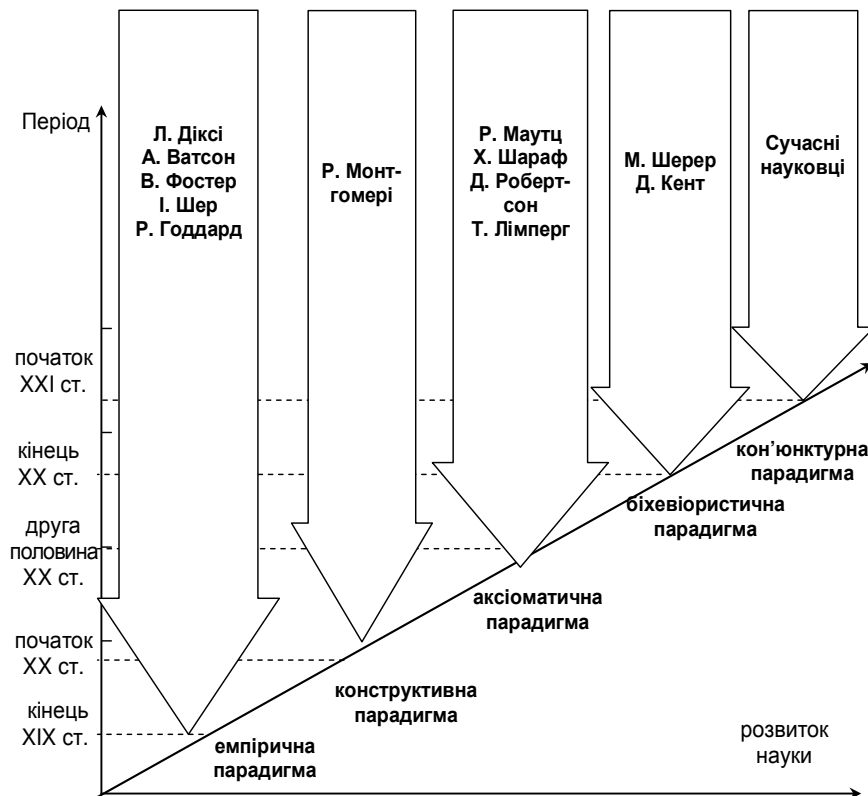 Період
Л. Діксі
А. Ватсон
В. Фостер
І. Шер
Р. Годдард
Р. Монт-
гомері
Р. Маутц
Х. Шараф
Д. Роберт-
сон
Т. Лімперг
М. Шерер
Д. Кент
Сучасні
науковці
початок
XXI ст.
кінець
XX ст.
друга
половина
XX ст.
початок
XX ст.
кінець
XIX ст.
кон’юнктурна
парадигма
біхевіористична
парадигма
аксіоматична
парадигма
конструктивна
парадигма
емпірична
парадигма
розвиток
науки